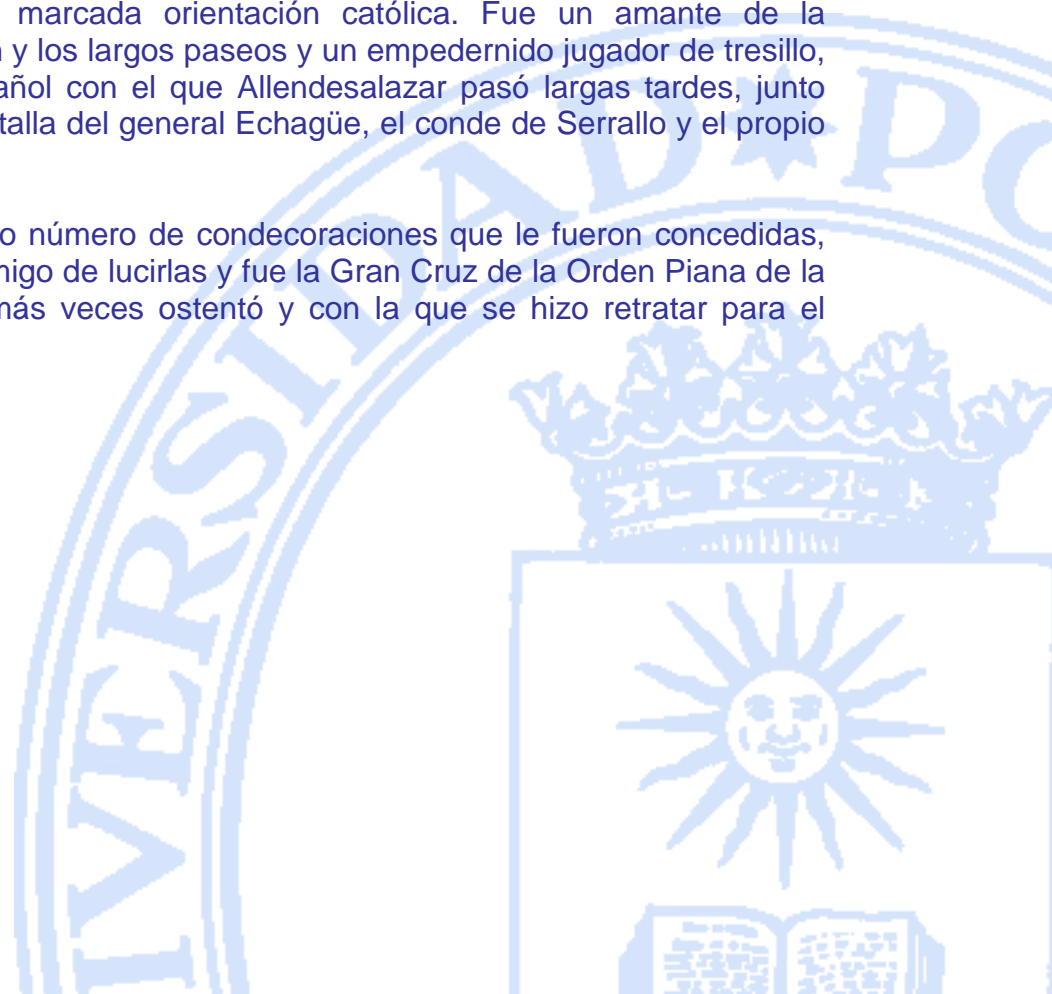 marcada orientación católica. Fue un amante de la
y los largos paseos y un empedernido jugador de tresillo,
añol con el que Allendesalazar pasó largas tardes, junto
talla del general Echagüe, el conde de Serrallo y el propio
o número de condecoraciones que le fueron concedidas,
migo de lucirlas y fue la Gran Cruz de la Orden Piana de la
más veces ostentó y con la que se hizo retratar para el
IVERSIDAD PO